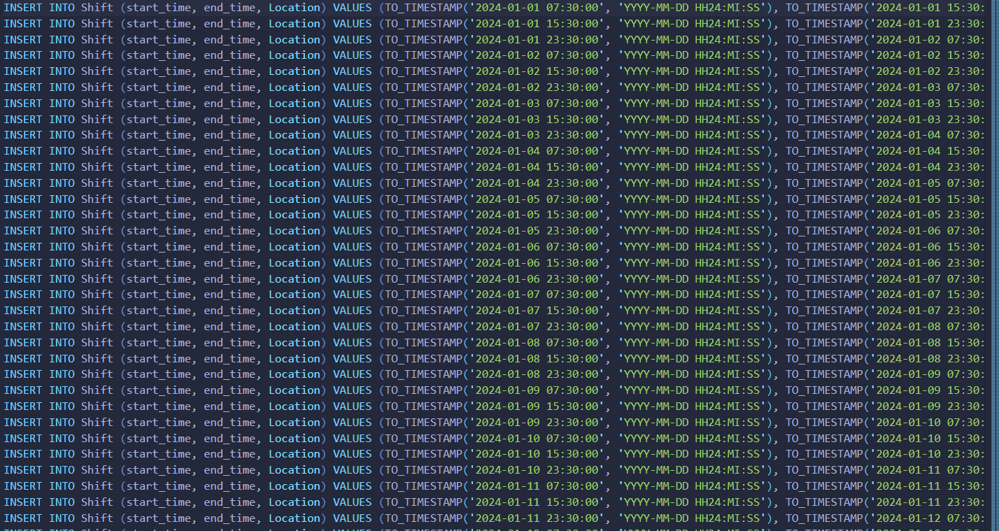 INSERT INTO Shift (start_time, end_time, Location) VALUES (TO_TIMESTAMP('2024-01-01 07:30:00', 'YYYY-MM-DD HH24:MI:SS'), TO_TIMESTAMP('2024-01-01 15:30:
INSERT INTO Shift (start_time, end_time, Location) VALUES (TO_TIMESTAMP('2024-01-01 15:30:00', 'YYYY-MM-DD HH24:MI:SS'), TO_TIMESTAMP('2024-01-01 23:30:
INSERT INTO Shift (start_time, end_time, Location) VALUES (TO_TIMESTAMP('2024-01-01 23:30:00', 'YYYY-MM-DD HH24:MI:SS'), TO_TIMESTAMP('2024-01-02 07:30:
INSERT INTO Shift (start_time, end_time, Location) VALUES (TO_TIMESTAMP('2024-01-02 07:30:00', 'YYYY-MM-DD HH24:MI:SS'), TO_TIMESTAMP('2024-01-02 15:30:
INSERT INTO Shift (start_time, end_time, Location) VALUES (TO_TIMESTAMP('2024-01-02 15:30:00', 'YYYY-MM-DD HH24:MI:SS'), TO_TIMESTAMP('2024-01-02 23:30:
INSERT INTO Shift (start_time, end_time, Location) VALUES (TO_TIMESTAMP('2024-01-02 23:30:00', 'YYYY-MM-DD HH24:MI:SS'), TO_TIMESTAMP('2024-01-03 07:30:
INSERT INTO Shift (start_time, end_time, Location) VALUES (TO_TIMESTAMP('2024-01-03 07:30:00', 'YYYY-MM-DD HH24:MI:SS'), TO_TIMESTAMP('2024-01-03 15:30:
INSERT INTO Shift (start_time, end_time, Location) VALUES (TO_TIMESTAMP('2024-01-03 15:30:00', 'YYYY-MM-DD HH24:MI:SS'), TO_TIMESTAMP('2024-01-03 23:30:
INSERT INTO Shift (start_time, end_time, Location) VALUES (TO_TIMESTAMP('2024-01-03 23:30:00', 'YYYY-MM-DD HH24:MI:SS'), TO_TIMESTAMP('2024-01-04 07:30:
INSERT INTO Shift (start_time, end_time, Location) VALUES (TO_TIMESTAMP('2024-01-04 07:30:00', 'YYYY-MM-DD HH24:MI:SS'), TO_TIMESTAMP('2024-01-04 15:30:
INSERT INTO Shift (start_time, end_time, Location) VALUES (TO_TIMESTAMP('2024-01-04 15:30:00', 'YYYY-MM-DD HH24:MI:SS'), TO_TIMESTAMP('2024-01-04 23:30:
INSERT INTO Shift (start_time, end_time, Location) VALUES (TO_TIMESTAMP('2024-01-04 23:30:00', 'YYYY-MM-DD HH24:MI:SS'), TO_TIMESTAMP('2024-01-05 07:30:
INSERT INTO Shift (start_time, end_time, Location) VALUES (TO_TIMESTAMP('2024-01-05 07:30:00', 'YYYY-MM-DD HH24:MI:SS'), TO_TIMESTAMP('2024-01-05 15:30:
INSERT INTO Shift (start_time, end_time, Location) VALUES (TO_TIMESTAMP('2024-01-05 15:30:00', 'YYYY-MM-DD HH24:MI:SS'), TO_TIMESTAMP('2024-01-05 23:30:
INSERT INTO Shift (start_time, end_time, Location) VALUES (TO_TIMESTAMP('2024-01-05 23:30:00', 'YYYY-MM-DD HH24:MI:SS'), TO_TIMESTAMP('2024-01-06 07:30:
INSERT INTO Shift (start_time, end_time, Location) VALUES (TO_TIMESTAMP('2024-01-06 07:30:00', 'YYYY-MM-DD HH24:MI:SS'), TO_TIMESTAMP('2024-01-06 15:30:
INSERT INTO Shift (start_time, end_time, Location) VALUES (TO_TIMESTAMP('2024-01-06 15:30:00', 'YYYY-MM-DD HH24:MI:SS'), TO_TIMESTAMP('2024-01-06 23:30:
INSERT INTO Shift (start_time, end_time, Location) VALUES (TO_TIMESTAMP('2024-01-06 23:30:00', 'YYYY-MM-DD HH24:MI:SS'), TO_TIMESTAMP('2024-01-07 07:30:
INSERT INTO Shift (start_time, end_time, Location) VALUES (TO_TIMESTAMP('2024-01-07 07:30:00', 'YYYY-MM-DD HH24:MI:SS'), TO_TIMESTAMP('2024-01-07 15:30:
INSERT INTO Shift (start_time, end_time, Location) VALUES (TO_TIMESTAMP('2024-01-07 15:30:00', 'YYYY-MM-DD HH24:MI:SS'), TO_TIMESTAMP('2024-01-07 23:30:
INSERT INTO Shift (start_time, end_time, Location) VALUES (TO_TIMESTAMP('2024-01-07 23:30:00', 'YYYY-MM-DD HH24:MI:SS'), TO_TIMESTAMP('2024-01-08 07:30:
INSERT INTO Shift (start_time, end_time, Location) VALUES (TO_TIMESTAMP('2024-01-08 07:30:00', 'YYYY-MM-DD HH24:MI:SS'), TO_TIMESTAMP('2024-01-08 15:30:
INSERT INTO Shift (start_time, end_time, Location) VALUES (TO_TIMESTAMP('2024-01-08 15:30:00', 'YYYY-MM-DD HH24:MI:SS'), TO_TIMESTAMP('2024-01-08 23:30:
INSERT INTO Shift (start_time, end_time, Location) VALUES (TO_TIMESTAMP('2024-01-08 23:30:00', 'YYYY-MM-DD HH24:MI:SS'), TO_TIMESTAMP('2024-01-09 07:30:
INSERT INTO Shift (start_time, end_time, Location) VALUES (TO_TIMESTAMP('2024-01-09 07:30:00', 'YYYY-MM-DD HH24:MI:SS'), TO_TIMESTAMP('2024-01-09 15:30:
INSERT INTO Shift (start_time, end_time, Location) VALUES (TO_TIMESTAMP('2024-01-09 15:30:00', 'YYYY-MM-DD HH24:MI:SS'), TO_TIMESTAMP('2024-01-09 23:30:
INSERT INTO Shift (start_time, end_time, Location) VALUES (TO_TIMESTAMP('2024-01-09 23:30:00', 'YYYY-MM-DD HH24:MI:SS'), TO_TIMESTAMP('2024-01-10 07:30:
INSERT INTO Shift (start_time, end_time, Location) VALUES (TO_TIMESTAMP('2024-01-10 07:30:00', 'YYYY-MM-DD HH24:MI:SS'), TO_TIMESTAMP('2024-01-10 15:30:
INSERT INTO Shift (start_time, end_time, Location) VALUES (TO_TIMESTAMP('2024-01-10 15:30:00', 'YYYY-MM-DD HH24:MI:SS'), TO_TIMESTAMP('2024-01-10 23:30:
INSERT INTO Shift (start_time, end_time, Location) VALUES (TO_TIMESTAMP('2024-01-10 23:30:00', 'YYYY-MM-DD HH24:MI:SS'), TO_TIMESTAMP('2024-01-11 07:30:
INSERT INTO Shift (start_time, end_time, Location) VALUES (TO_TIMESTAMP('2024-01-11 07:30:00', 'YYYY-MM-DD HH24:MI:SS'), TO_TIMESTAMP('2024-01-11 15:30:
INSERT INTO Shift (start_time, end_time, Location) VALUES (TO_TIMESTAMP('2024-01-11 15:30:00', 'YYYY-MM-DD HH24:MI:SS'), TO_TIMESTAMP('2024-01-11 23:30:
INSERT INTO Shift (start_time, end_time, Location) VALUES (TO_TIMESTAMP('2024-01-11 23:30:00', 'YYYY-MM-DD HH24:MI:SS'), TO_TIMESTAMP('2024-01-12 07:30: